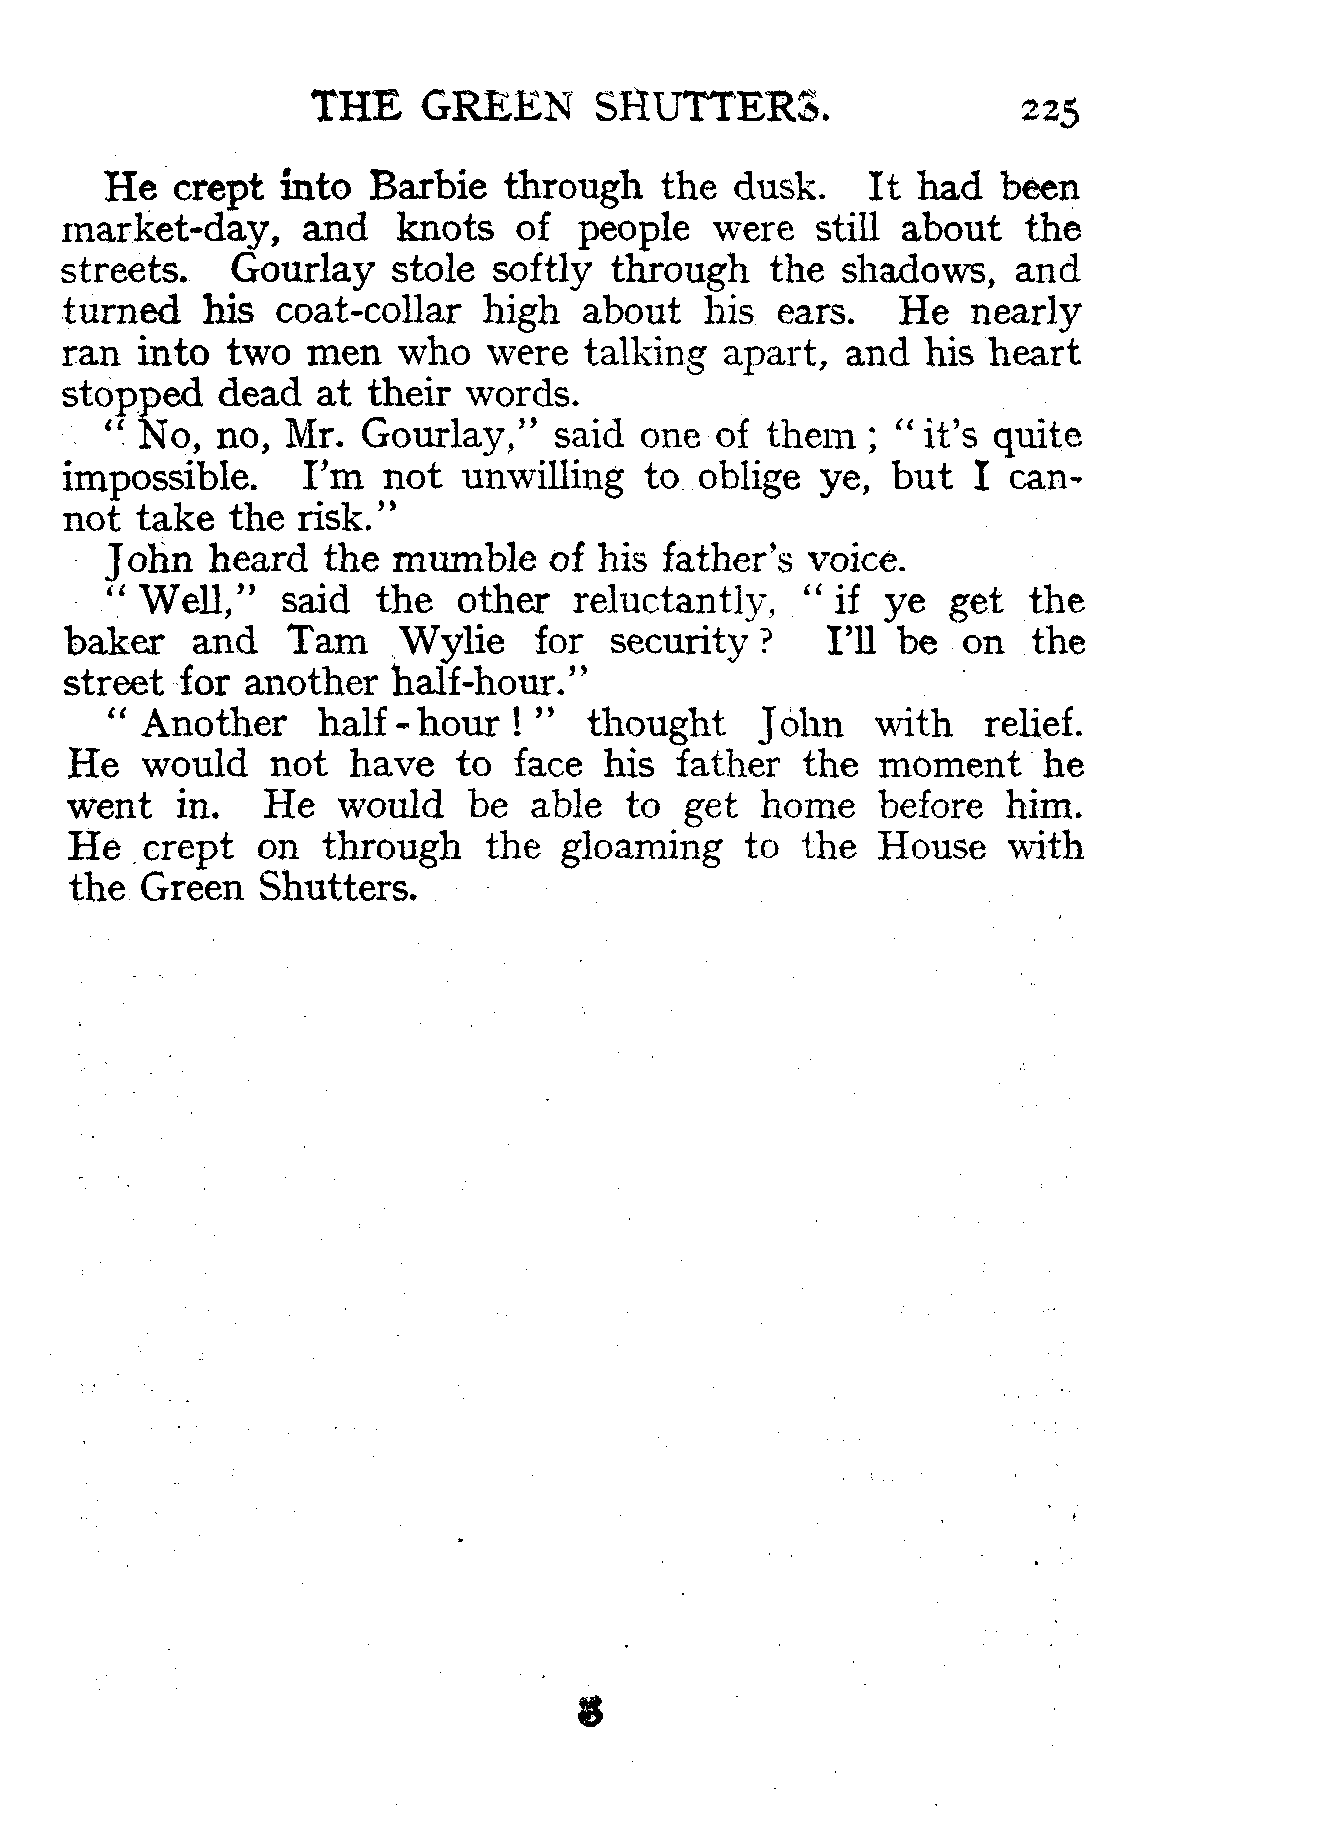 THE GREEN SHUTTERS. 225
He crept into Barbie through the dusk. It had been
market-day, and knots of people were still about the
streets. Gourlay stole softly through the shadows, and
turned his coat-collar high about his ears. He nearly
ran into two men who were talking apart, and his heart
stopped dead at their words.
“ No, no, Mr. Gourlay,” said one of them ; “ it’s quite
impossible. I’m not unwilling to oblige ye, but I can-
not take the risk.”
John heard the mumble of his father’s voice.
“ Well,” said the other reluctantly, “ if ye get the
baker and Tam Wylie for security ? I’ll be on the
street for another half-hour.”
“ Another half-hour ! ” thought John with relief.
He would not have to face his father the moment he
went in. He would be able to get home before him.
He crept on through the gloaming to the House with
the Green Shutters.